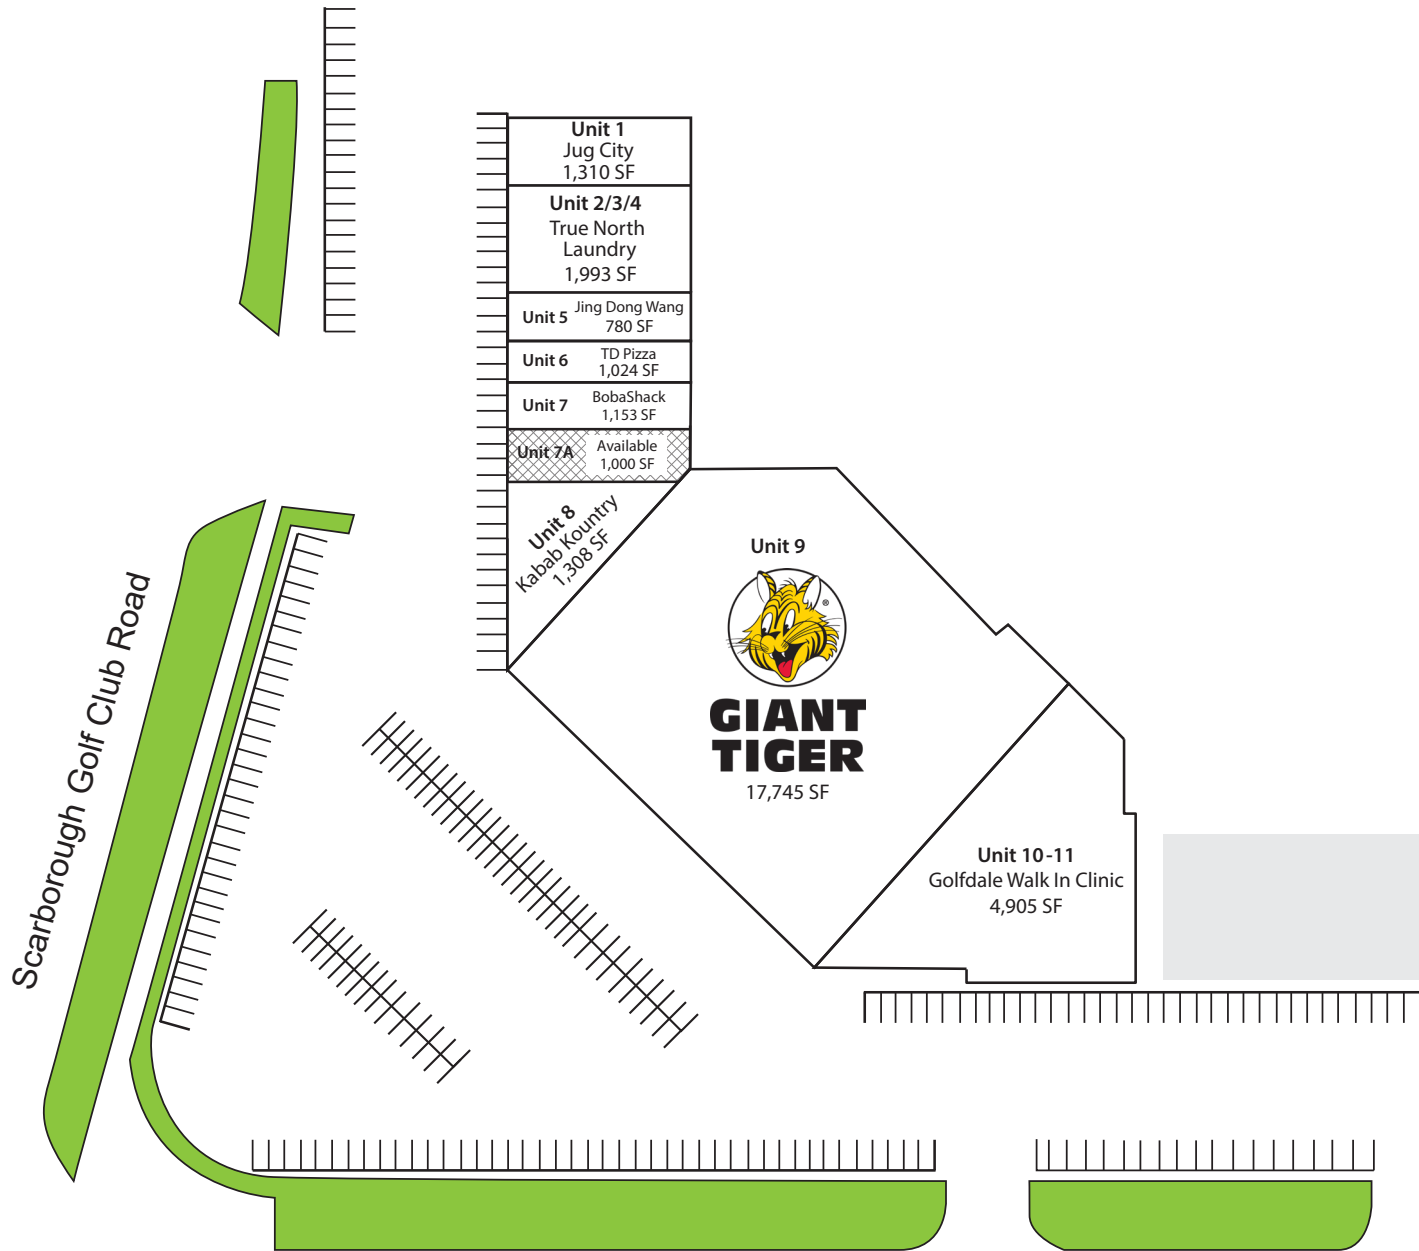 Unit 1
Jug City
1,310 SF
Unit 2/3/4
True North
Laundry
1,993 SF
Unit 5
Jing Dong Wang
780 SF
Unit 6
TD Pizza
1,024 SF
Unit 7
BobaShack
1,153 SF
Unit 7A
Available
1,000 SF
Unit 8
Kabab Kountry
1,308 SF
Unit 9
®
GIANT
TIGER
17,745 SF
Unit 10-11
Golfdale Walk In Clinic
4,905 SF
Scarborough Golf Club Road